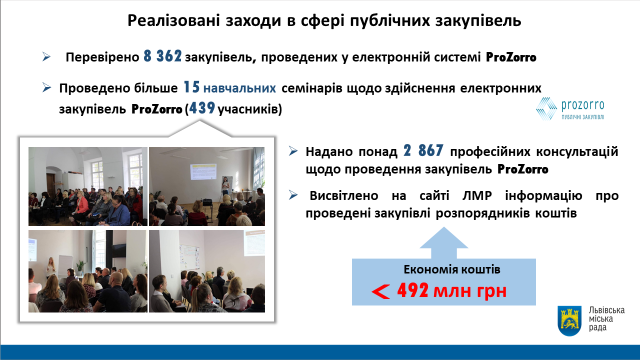 Реалізовані заходи в сфері публічних закупівель
Перевірено 8 362 закупівель, проведених у електронній системі ProZorro
Проведено більше 15 навчальних семінарів щодо здійснення електронних
закупівель ProZorro (439 учасників)
prozorro
ПУБЛІЧНІ ЗАКУПІВЛІ
Надано понад 2 867 професійних консультацій
щодо проведення закупівель ProZorro
Висвітлено на сайті ЛМР інформацію про
проведені закупівлі розпорядників коштів
Економія коштів
< 492 млн грн
Львівська
міська
рада